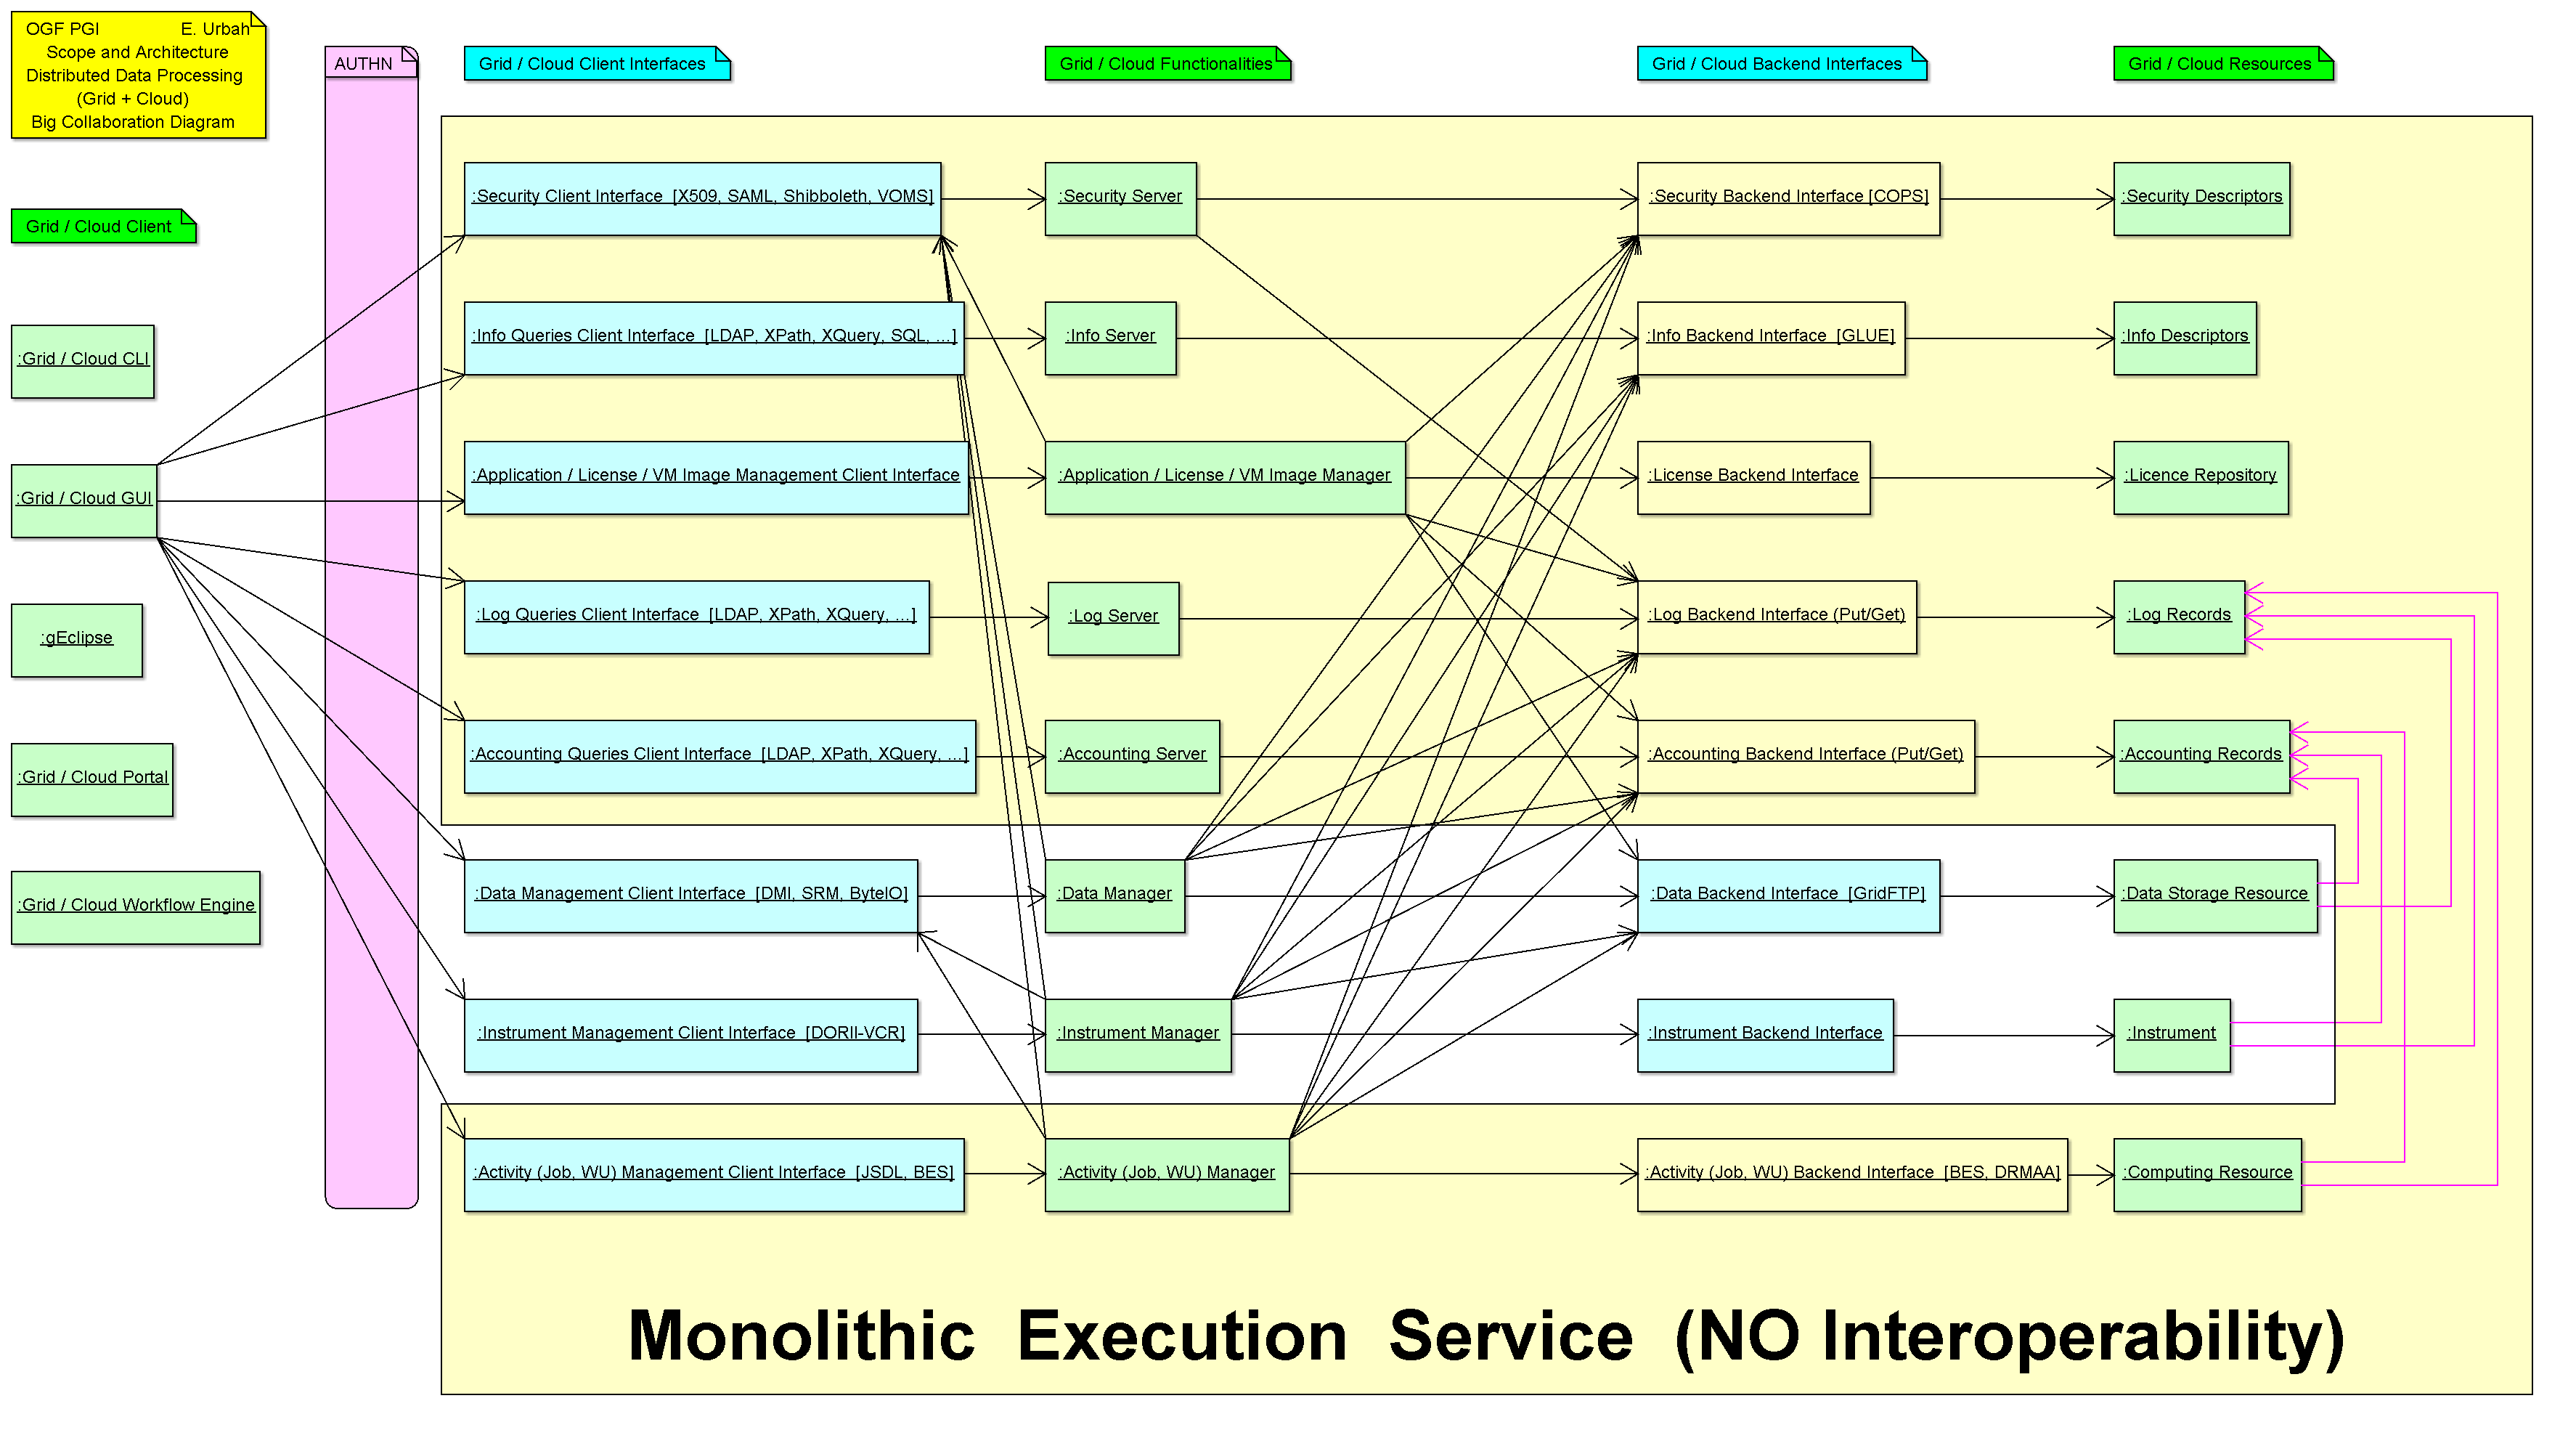 OGF PGI E. Urbah
Scope and Architecture
Distributed Data Processing
(Grid + Cloud)
Big Collaboration Diagram
AUTHN
Grid / Cloud Client Interfaces
Grid / Cloud Functionalities
Grid / Cloud Backend Interfaces
Grid / Cloud Resources
Grid / Cloud Client
:Security Client Interface [X509, SAML, Shibboleth, VOMS]
:Security Server
:Security Backend Interface [COPS]
:Security Descriptors
:Grid / Cloud CLI
:Info Queries Client Interface [LDAP, XPath, XQuery, SQL, ...]
:Info Server
:Info Backend Interface [GLUE]
:Info Descriptors
:Grid / Cloud GUI
:Application / License / VM Image Management Client Interface
:Application / License / VM Image Manager
:License Backend Interface
:Licence Repository
:gEclipse
:Log Queries Client Interface [LDAP, XPath, XQuery, ...]
:Log Server
:Log Backend Interface (Put/Get)
:Log Records
:Grid / Cloud Portal
:Accounting Queries Client Interface [LDAP, XPath, XQuery, ...]
:Accounting Server
:Accounting Backend Interface (Put/Get)
:Accounting Records
:Grid / Cloud Workflow Engine
:Data Management Client Interface [DMI, SRM, ByteIO]
:Data Manager
:Data Backend Interface [GridFTP]
:Data Storage Resource
:Instrument Management Client Interface [DORII-VCR]
:Instrument Manager
:Instrument Backend Interface
:Instrument
:Activity (Job, WU) Management Client Interface [JSDL, BES]
:Activity (Job, WU) Manager
:Activity (Job, WU) Backend Interface [BES, DRMAA]
:Computing Resource
Monolithic Execution Service (NO Interoperability)